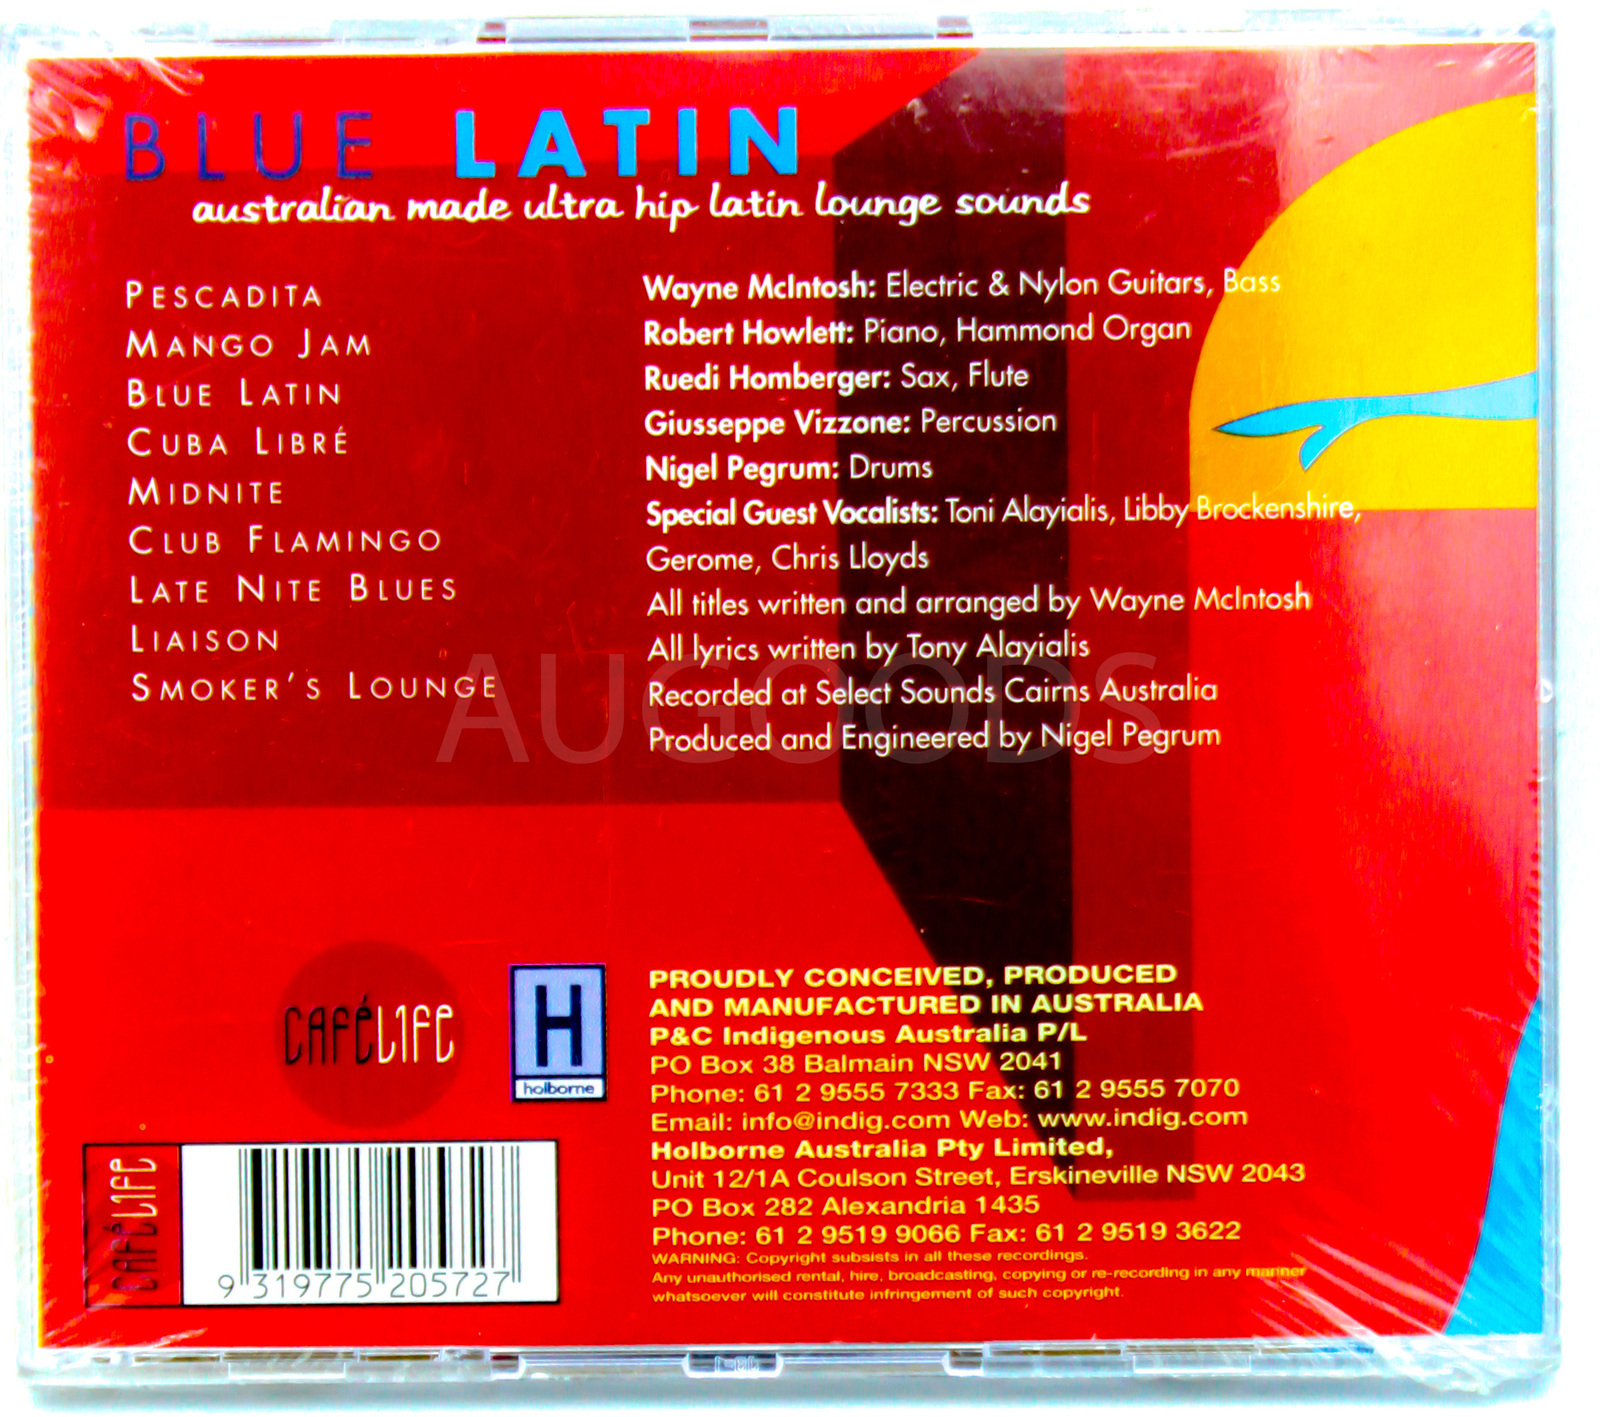 BLUE LATIN
australian made ultra hip latin lounge sounds
PESCADITA
MANGO JAM
BLUE LATIN
CUBA LIBRÉ
MIDNITE
CLUB FLAMINGO
LATE NITE BLUES
LIAISON
SMOKER'S LOUNGE
Wayne McIntosh: Electric & Nylon Guitars, Bass
Robert Howlett: Piano, Hammond Organ
Ruedi Homberger: Sax, Flute
Giusseppe Vizzone: Percussion
Nigel Pegrum: Drums
Special Guest Vocalists: Toni Alayialis, Libby Brockenshire,
Gerome, Chris Lloyds
All titles written and arranged by Wayne McIntosh
All lyrics written by Tony Alayialis
Recorded at Select Sounds Cairns Australia
Produced and Engineered by Nigel Pegrum
AUGOODS
CAFÉLIFE
H
holborne
PROUDLY CONCEIVED, PRODUCED
AND MANUFACTURED IN AUSTRALIA
P&C Indigenous Australia P/L
PO Box 38 Balmain NSW 2041
Phone: 61 2 9555 7333 Fax: 61 2 9555 7070
Email: info@indig.com Web: www.indig.com
Holborne Australia Pty Limited,
Unit 12/1A Coulson Street, Erskineville NSW 2043
PO Box 282 Alexandria 1435
Phone: 61 2 9519 9066 Fax: 61 2 9519 3622
WARNING: Copyright subsists in all these recordings.
Any unauthorised rental, hire, broadcasting, copying or re-recording in any manner
whatsoever will constitute infringement of such copyright.
CAFÉLIFE
9 319775 205727